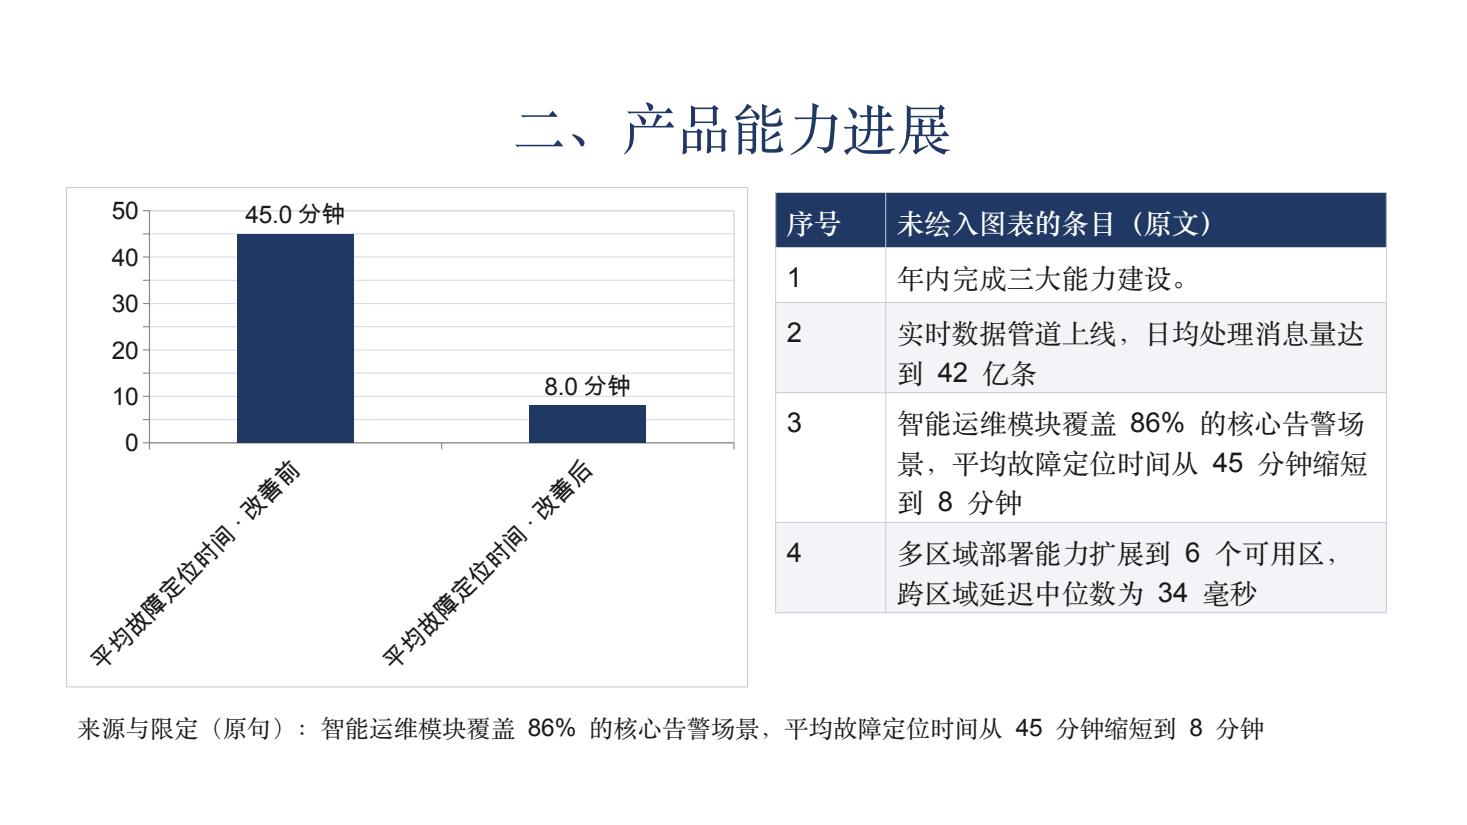 二、产品能力进展
50
40
30
20
10
0
45.0 分钟
8.0 分钟
平均故障定位时间 · 改善前
平均故障定位时间 · 改善后
序号 未绘入图表的条目（原文）
1 年内完成三大能力建设。
2 实时数据管道上线，日均处理消息量达
到 42 亿条
3 智能运维模块覆盖 86% 的核心告警场
景，平均故障定位时间从 45 分钟缩短
到 8 分钟
4 多区域部署能力扩展到 6 个可用区，
跨区域延迟中位数为 34 毫秒
来源与限定（原句）：智能运维模块覆盖 86% 的核心告警场景，平均故障定位时间从 45 分钟缩短到 8 分钟